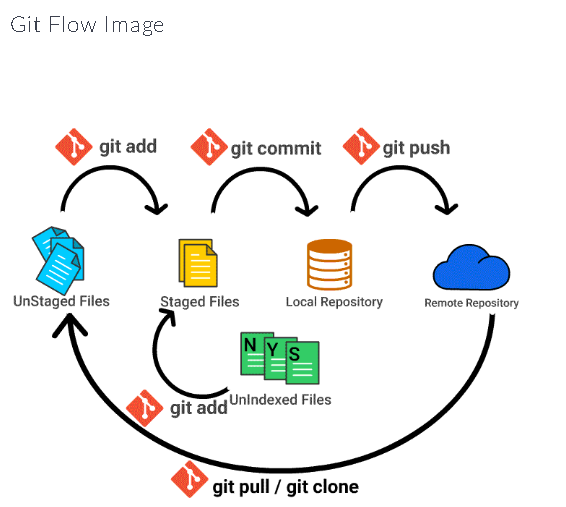 Git Flow Image
git add
git commit
git push
UnStaged Files
Staged Files
Local Repository
Remote Repository
N Y S
UnIndexed Files
git add
git pull / git clone